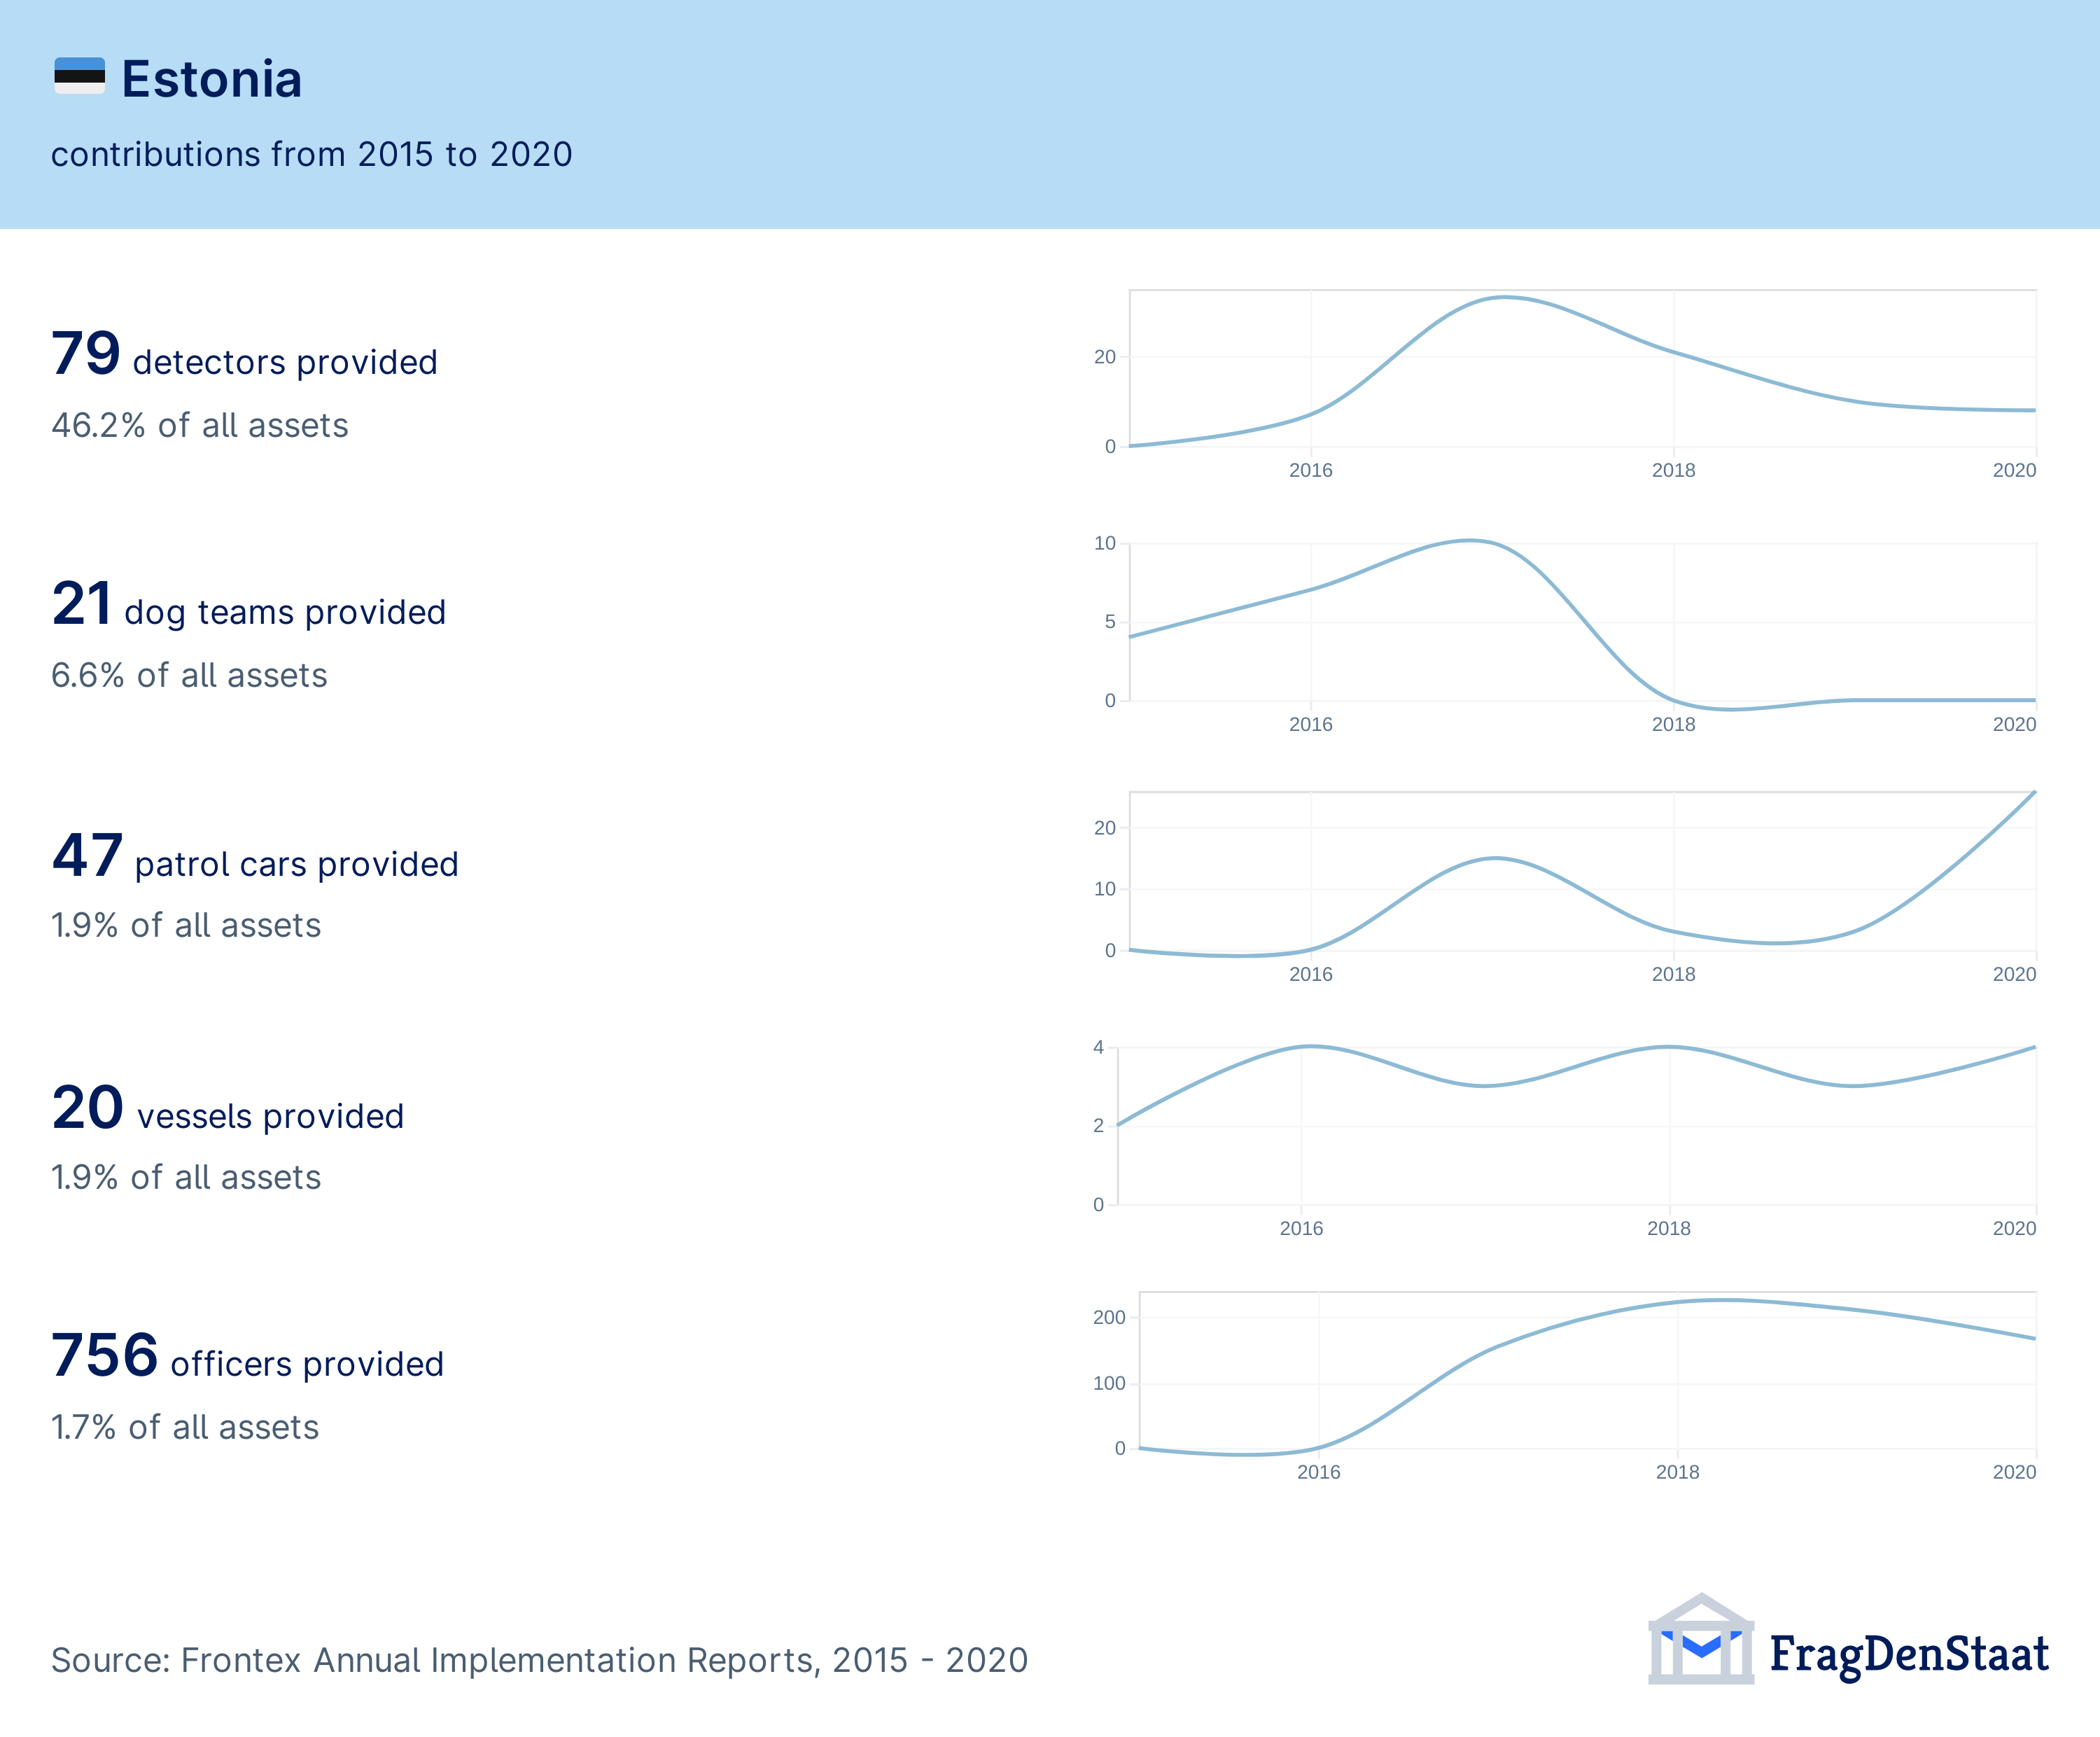 Estonia
contributions from 2015 to 2020
79 detectors provided
46.2% of all assets
20
0
2016
2018
2020
21 dog teams provided
6.6% of all assets
10
5
0
2016
2018
2020
47 patrol cars provided
1.9% of all assets
20
10
0
2016
2018
2020
20 vessels provided
1.9% of all assets
4
2
0
2016
2018
2020
756 officers provided
1.7% of all assets
200
100
0
2016
2018
2020
Source: Frontex Annual Implementation Reports, 2015 - 2020
FragDenStaat